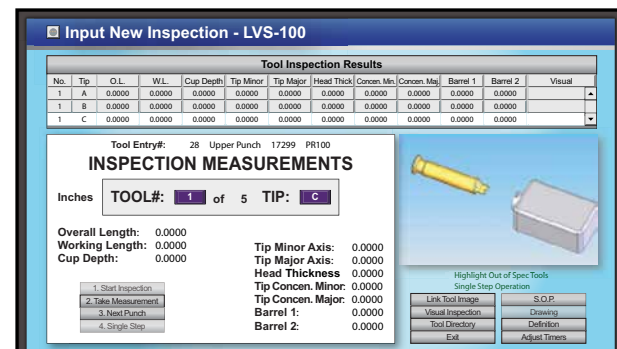 Input New Inspection - LVS-100
Tool Inspection Results
No. Tip O.L. W.L. Cup Depth Tip Minor Tip Major Head Thick Concen. Min. Concen. Maj. Barrel 1 Barrel 2 Visual
1 A 0.0000 0.0000 0.0000 0.0000 0.0000 0.0000 0.0000 0.0000 0.0000 0.0000
1 B 0.0000 0.0000 0.0000 0.0000 0.0000 0.0000 0.0000 0.0000 0.0000 0.0000
1 C 0.0000 0.0000 0.0000 0.0000 0.0000 0.0000 0.0000 0.0000 0.0000 0.0000
Tool Entry#: 28 Upper Punch 17299 PR100
INSPECTION MEASUREMENTS
Inches TOOL#: 1 of 5 TIP: C
Overall Length: 0.0000
Working Length: 0.0000
Cup Depth: 0.0000
1. Start Inspection
2. Take Measurement
3. Next Punch
4. Single Step
Tip Minor Axis: 0.0000
Tip Major Axis: 0.0000
Head Thickness 0.0000
Tip Concen. Minor: 0.0000
Tip Concen. Major: 0.0000
Barrel 1: 0.0000
Barrel 2: 0.0000
Highlight Out of Spec Tools
Single Step Operation
Link Tool Image S.O.P.
Visual Inspection Drawing
Tool Directory Definition
Exit Adjust Timers